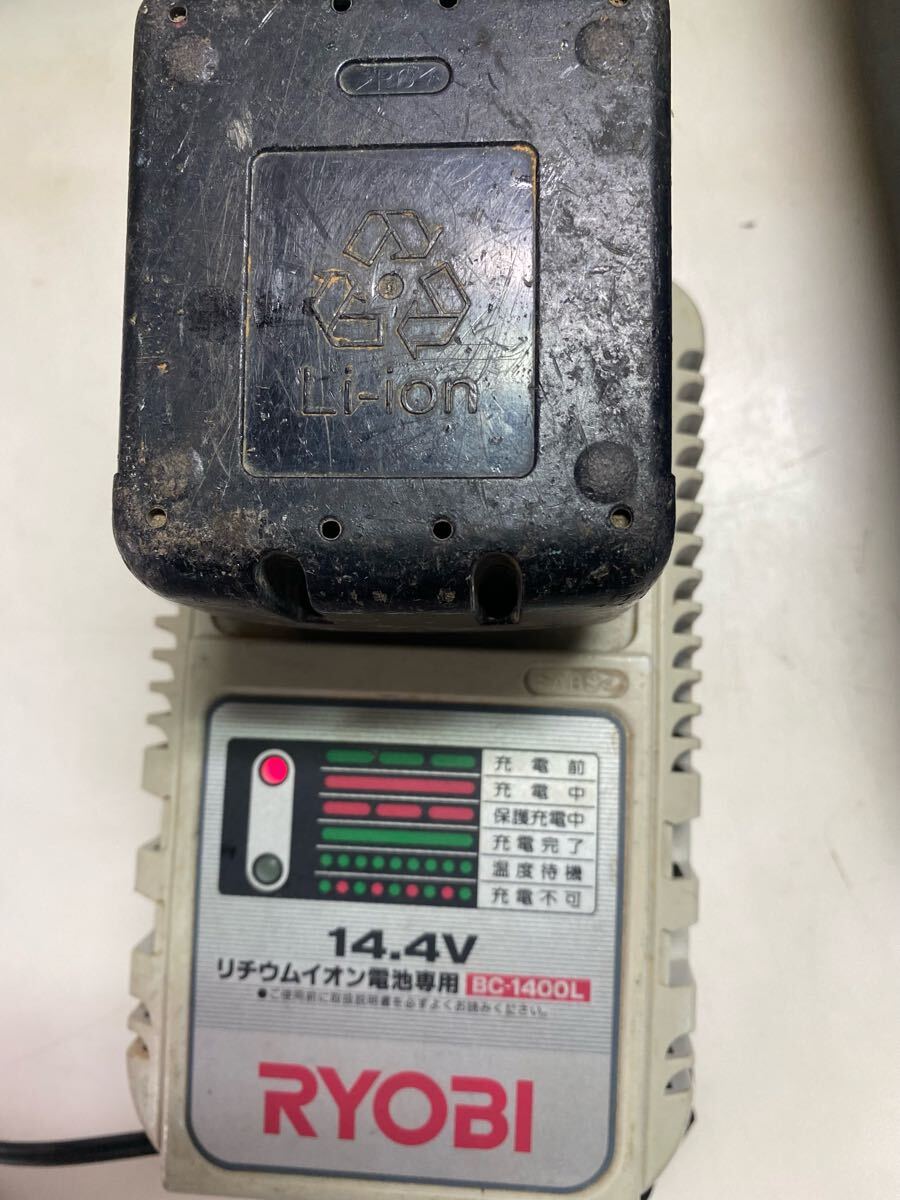 >PC<
Li-ion
>ABS<
充電前
充電中
保護充電中
充電完了
温度待機
充電不可
14.4V
リチウムイオン電池専用 BC-1400L
●ご使用前に取扱説明書を必ずよくお読みください。
RYOBI